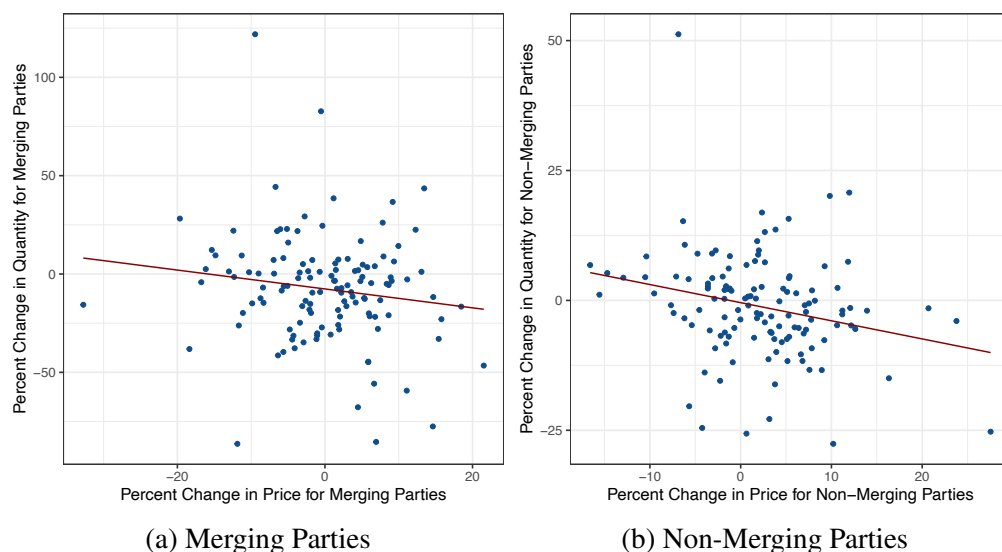 100
50
0
−50
−20
0
20
Percent Change in Quantity for Merging Parties
Percent Change in Price for Merging Parties
(a) Merging Parties
50
25
0
−25
−10
0
10
20
Percent Change in Quantity for Non−Merging Parties
Percent Change in Price for Non−Merging Parties
(b) Non-Merging Parties